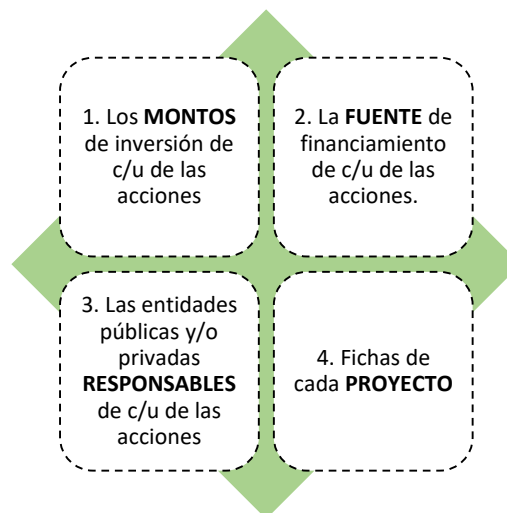 1. Los MONTOS
de inversión de
c/u de las
acciones
2. La FUENTE de
financiamiento
de c/u de las
acciones.
3. Las entidades
públicas y/o
privadas
RESPONSABLES
de c/u de las
acciones
4. Fichas de
cada PROYECTO